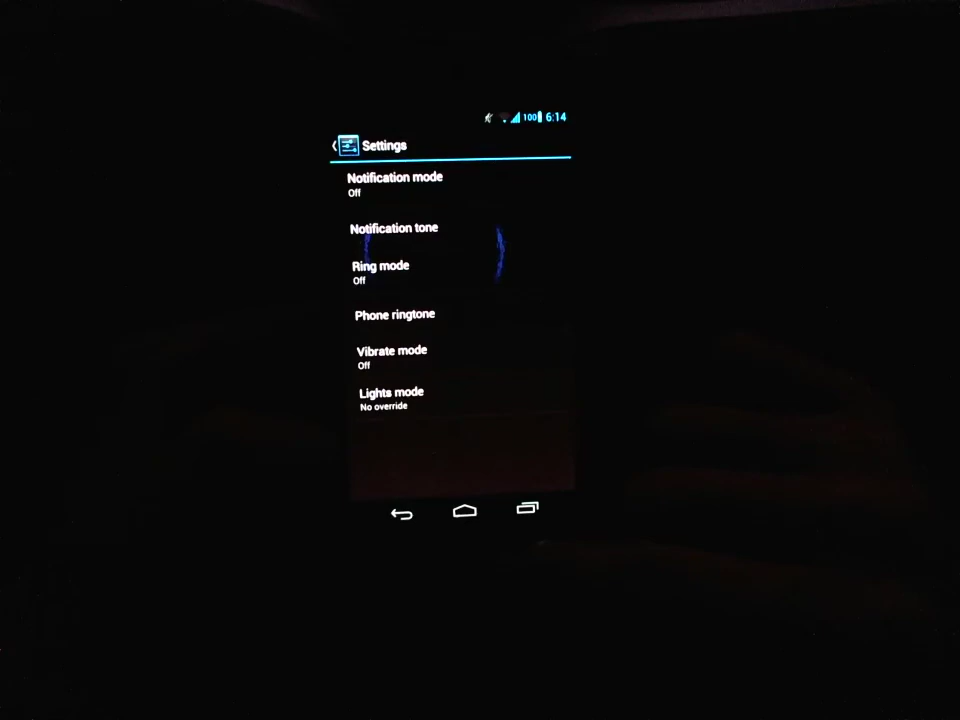 100 6:14
Settings
Notification mode
Off
Notification tone
Ring mode
Off
Phone ringtone
Vibrate mode
Off
Lights mode
No override